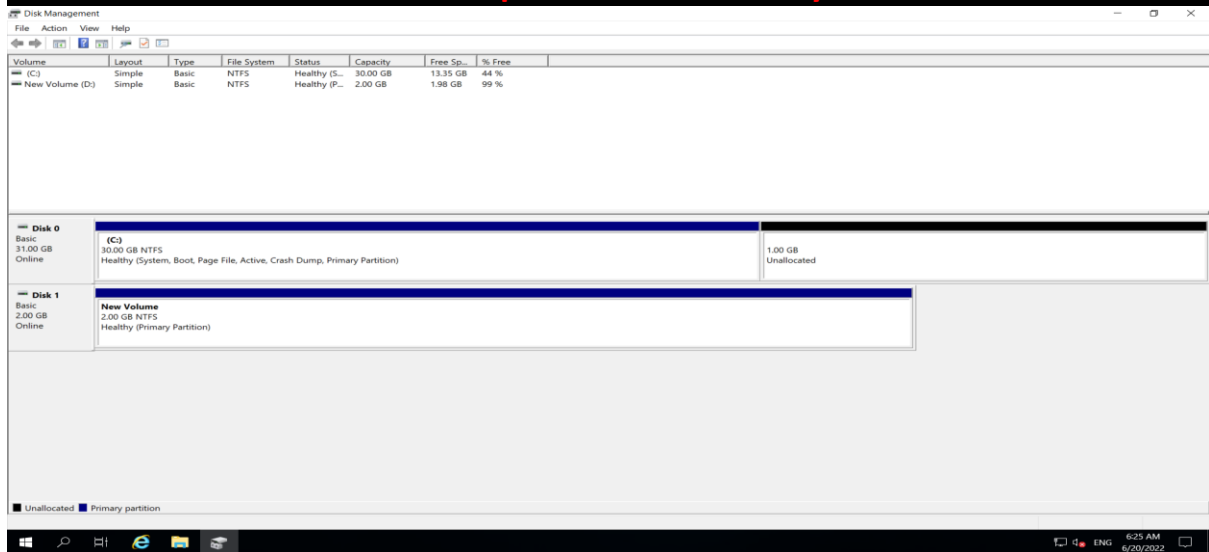 Disk Management
File Action View Help
Volume Layout Type File System Status Capacity Free Sp... % Free
(C:) Simple Basic NTFS Healthy (S... 30.00 GB 13.35 GB 44 %
New Volume (D:) Simple Basic NTFS Healthy (P... 2.00 GB 1.98 GB 99 %
Disk 0
Basic
31.00 GB
Online
(C:)
30.00 GB NTFS
Healthy (System, Boot, Page File, Active, Crash Dump, Primary Partition)
1.00 GB
Unallocated
Disk 1
Basic
2.00 GB
Online
New Volume
2.00 GB NTFS
Healthy (Primary Partition)
Unallocated Primary partition
ENG 6:25 AM
6/20/2022